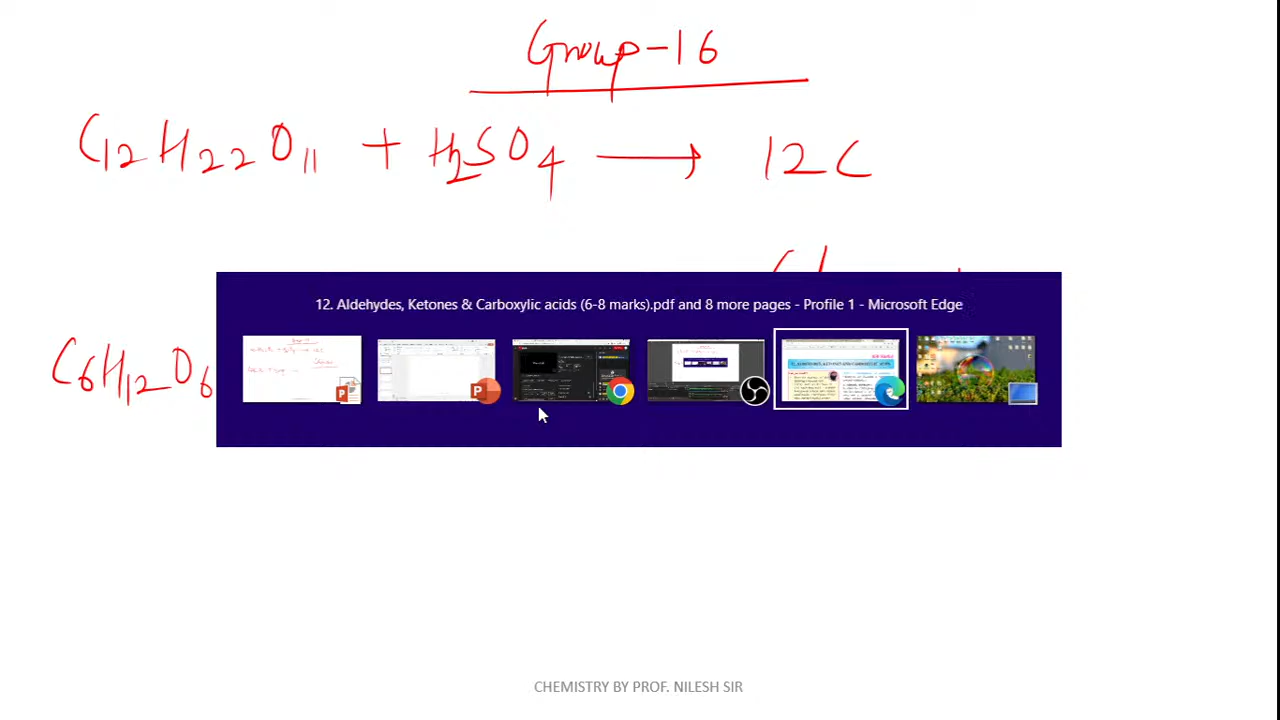 Group-16
C12H22O11 + H2SO4 → 12C
12. Aldehydes, Ketones & Carboxylic acids (6-8 marks).pdf and 8 more pages - Profile 1 - Microsoft Edge
C6H12O6
CHEMISTRY BY PROF. NILESH SIR